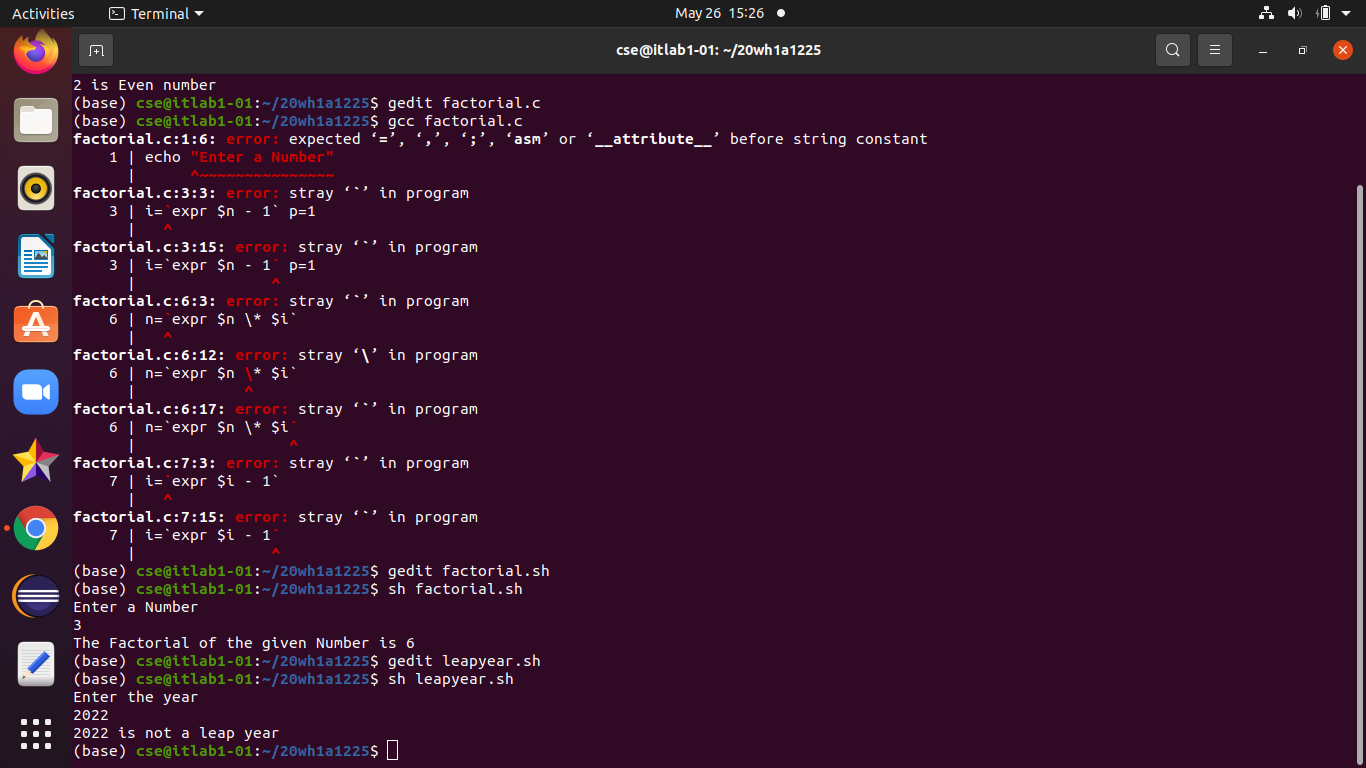 Activities Terminal May 26 15:26
cse@itlab1-01: ~/20wh1a1225
2 is Even number
(base) cse@itlab1-01:~/20wh1a1225$ gedit factorial.c
(base) cse@itlab1-01:~/20wh1a1225$ gcc factorial.c
factorial.c:1:6: error: expected ‘=’, ‘,’, ‘;’, ‘asm’ or ‘__attribute__’ before string constant
    1 | echo "Enter a Number"
      |      ^~~~~~~~~~~~~~~~
factorial.c:3:3: error: stray ‘`’ in program
    3 | i=`expr $n - 1` p=1
      |   ^
factorial.c:3:15: error: stray ‘`’ in program
    3 | i=`expr $n - 1` p=1
      |               ^
factorial.c:6:3: error: stray ‘`’ in program
    6 | n=`expr $n \* $i`
      |   ^
factorial.c:6:12: error: stray ‘\’ in program
    6 | n=`expr $n \* $i`
      |            ^
factorial.c:6:17: error: stray ‘`’ in program
    6 | n=`expr $n \* $i`
      |                 ^
factorial.c:7:3: error: stray ‘`’ in program
    7 | i=`expr $i - 1`
      |   ^
factorial.c:7:15: error: stray ‘`’ in program
    7 | i=`expr $i - 1`
      |               ^
(base) cse@itlab1-01:~/20wh1a1225$ gedit factorial.sh
(base) cse@itlab1-01:~/20wh1a1225$ sh factorial.sh
Enter a Number
3
The Factorial of the given Number is 6
(base) cse@itlab1-01:~/20wh1a1225$ gedit leapyear.sh
(base) cse@itlab1-01:~/20wh1a1225$ sh leapyear.sh
Enter the year
2022
2022 is not a leap year
(base) cse@itlab1-01:~/20wh1a1225$